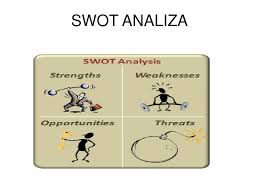 SWOT ANALIZA
SWOT Analysis
Strengths Weaknesses
Opportunities Threats